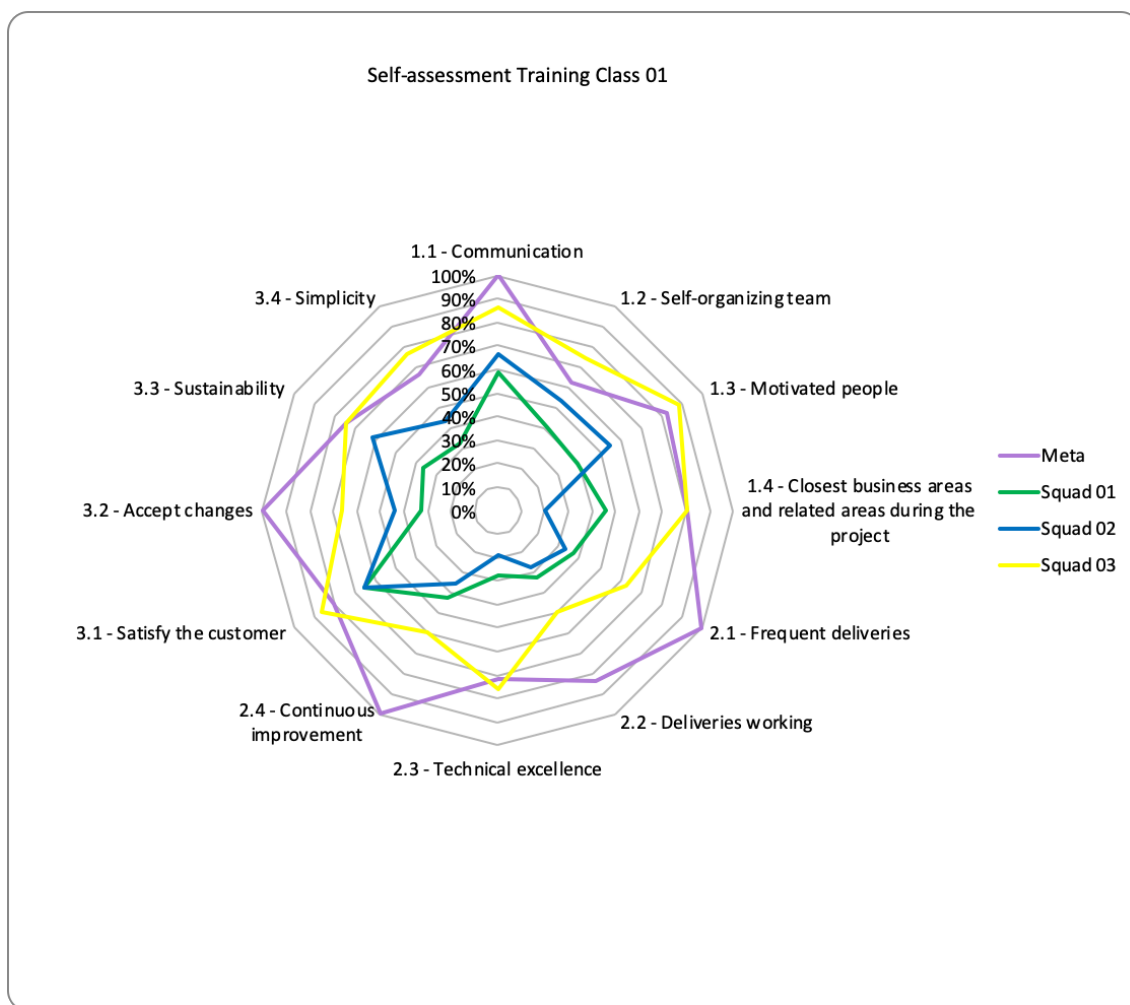 Self-assessment Training Class 01
1.1 - Communication
100%
90%
80%
70%
60%
50%
40%
30%
20%
10%
0%
1.2 - Self-organizing team
1.3 - Motivated people
1.4 - Closest business areas
and related areas during the
project
2.1 - Frequent deliveries
2.2 - Deliveries working
2.3 - Technical excellence
2.4 - Continuous
improvement
3.1 - Satisfy the customer
3.2 - Accept changes
3.3 - Sustainability
3.4 - Simplicity
Meta
Squad 01
Squad 02
Squad 03